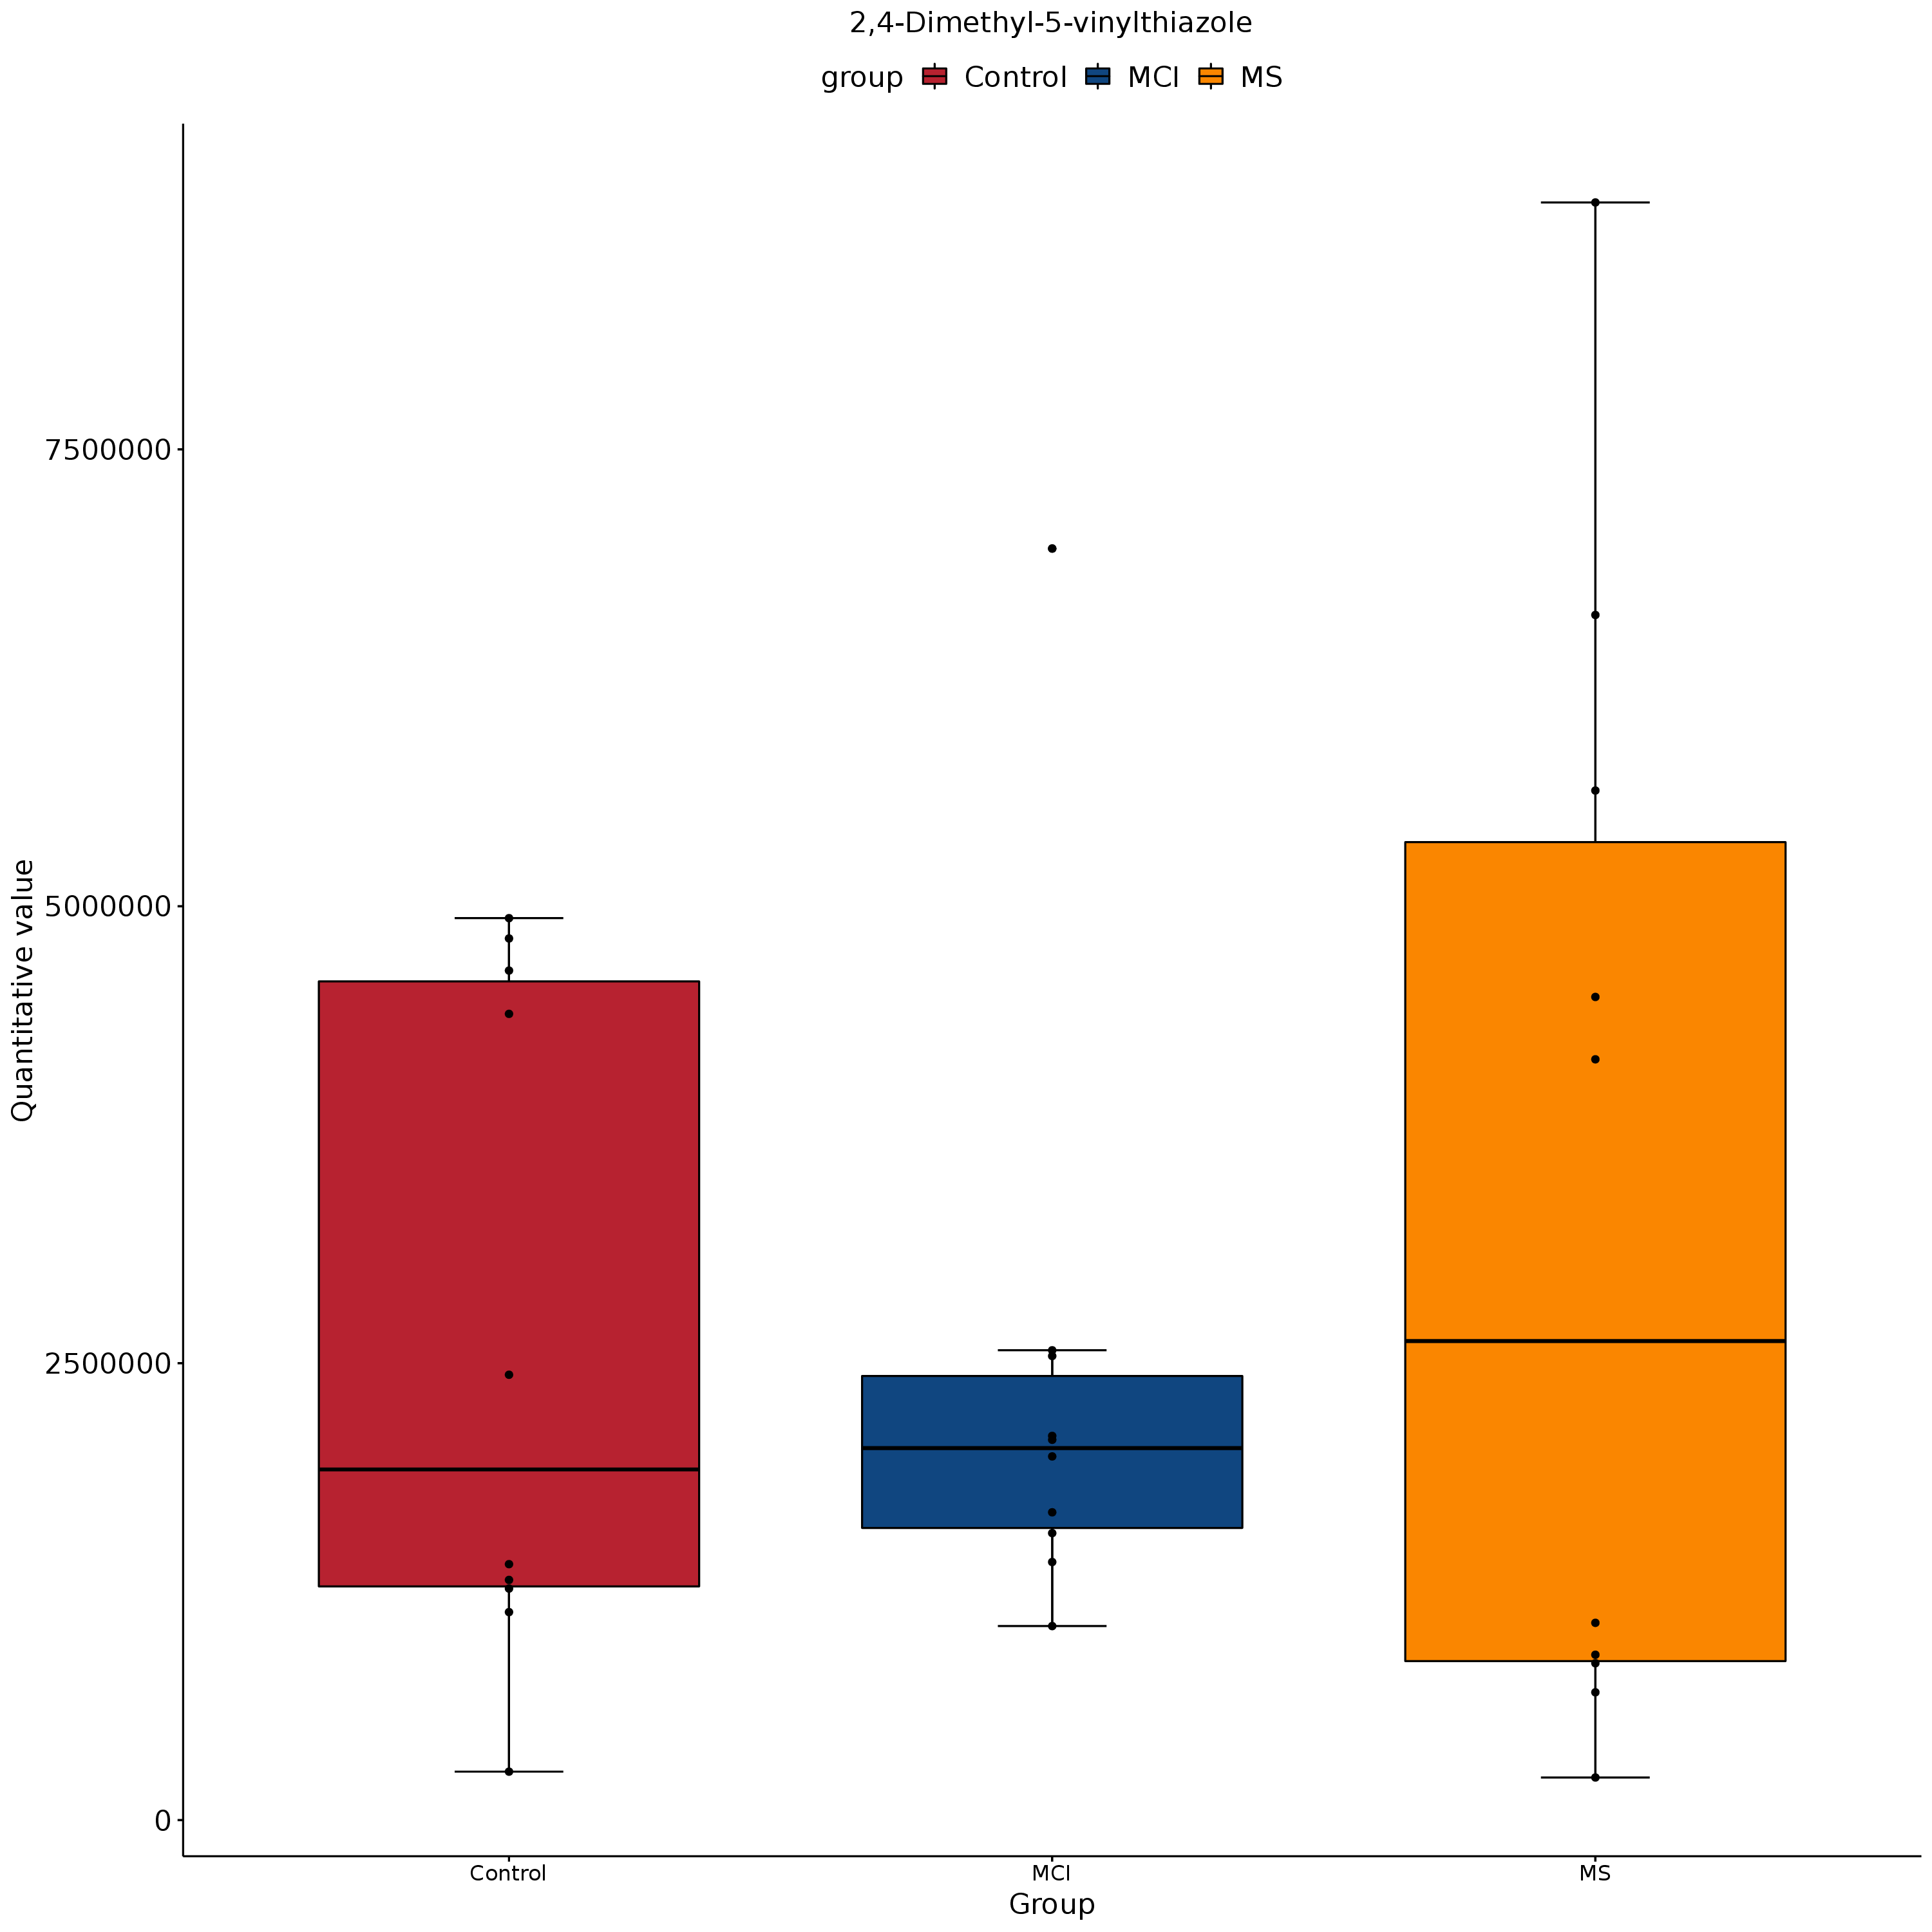 2,4-Dimethyl-5-vinylthiazole
group Control MCI MS
Quantitative value
7500000
5000000
2500000
0
Control MCI MS
Group